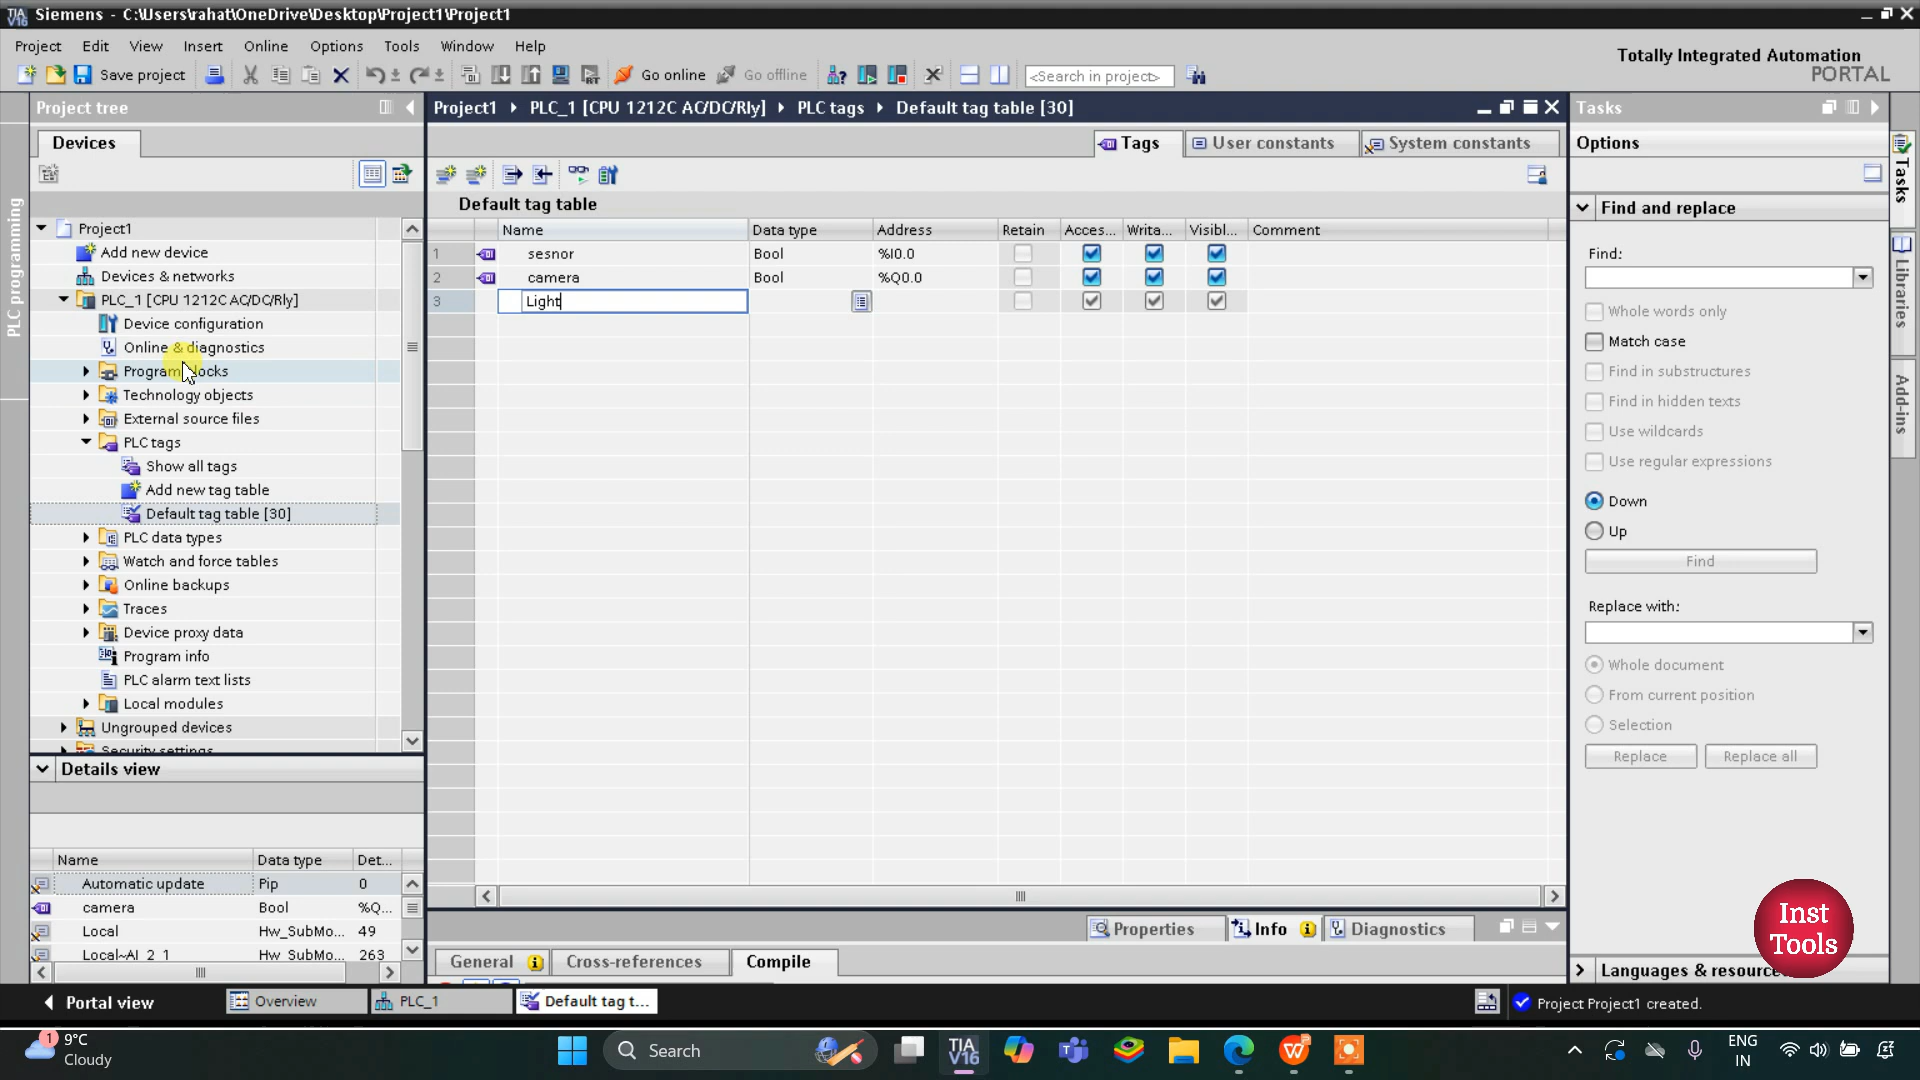 Siemens - C:\Users\rahat\OneDrive\Desktop\Project1\Project1
Project Edit View Insert Online Options Tools Window Help
Totally Integrated Automation
PORTAL
Save project
Go online
Go offline
<Search in project>
Project tree
Project1 PLC_1 [CPU 1212C AC/DC/Rly] PLC tags Default tag table [30]
Tasks
Devices
Tags
User constants
System constants
Options
Default tag table
Find and replace
PLC programming
Tasks
Libraries
Add-ins
Project1
Add new device
Devices & networks
PLC_1 [CPU 1212C AC/DC/Rly]
Device configuration
Online & diagnostics
Program blocks
Technology objects
External source files
PLC tags
Show all tags
Add new tag table
Default tag table [30]
PLC data types
Watch and force tables
Online backups
Traces
Device proxy data
Program info
PLC alarm text lists
Local modules
Ungrouped devices
Security settings
Name Data type Address Retain Acces... Writa... Visibl... Comment
1 sesnor Bool %I0.0
2 camera Bool %Q0.0
3 Light
Find:
Whole words only
Match case
Find in substructures
Find in hidden texts
Use wildcards
Use regular expressions
Down
Up
Find
Replace with:
Whole document
From current position
Selection
Replace Replace all
Details view
Name Data type Det...
Automatic update Pip 0
camera Bool %Q...
Local Hw_SubMo... 49
Local~AI_2_1 Hw_SubMo... 263
Properties
Info
Diagnostics
General
Cross-references
Compile
Inst
Tools
Languages & resource
Portal view
Overview
PLC_1
Default tag t...
Project Project1 created.
1
9°C
Cloudy
Search
TIA
V16
ENG
IN